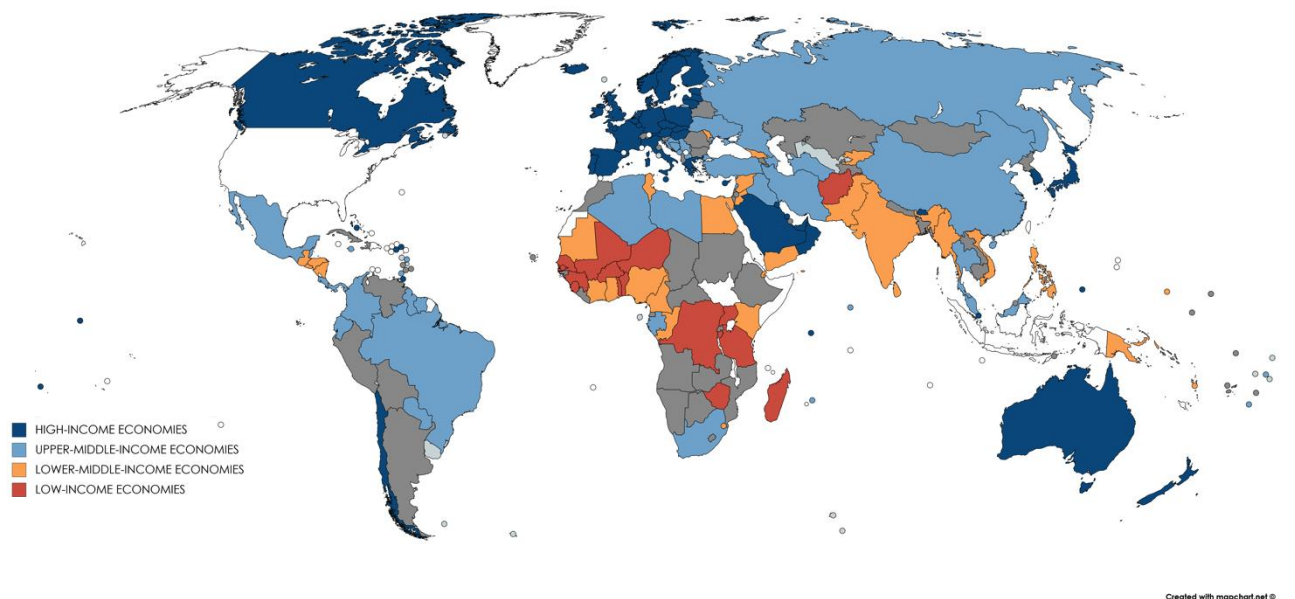 HIGH-INCOME ECONOMIES
UPPER-MIDDLE-INCOME ECONOMIES
LOWER-MIDDLE-INCOME ECONOMIES
LOW-INCOME ECONOMIES
Created with mapchart.net ©